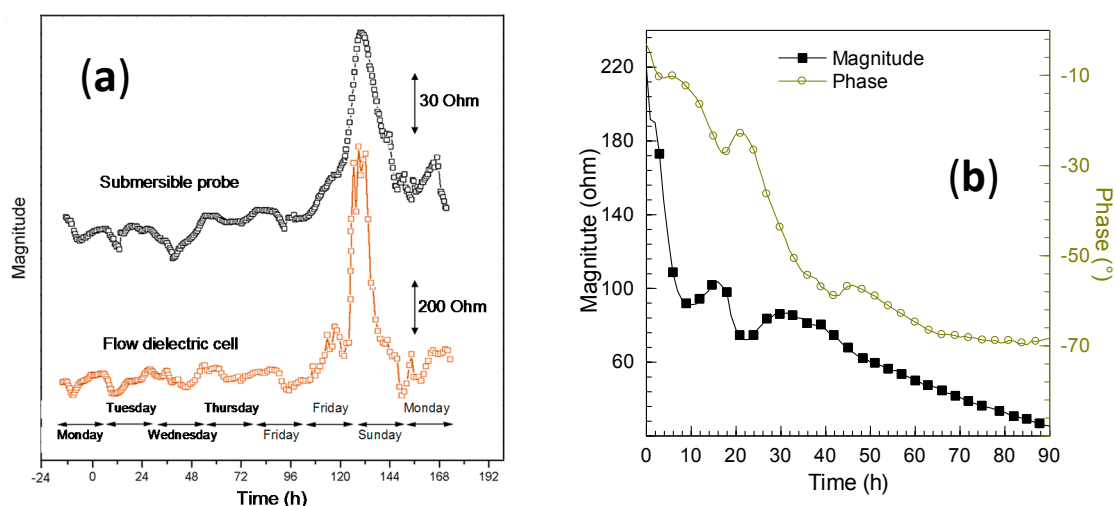 (a)
30 Ohm
Submersible probe
Magnitude
200 Ohm
Flow dielectric cell
Tuesday Thursday Friday Monday
Monday Wednesday Friday Sunday
-24 0 24 48 72 96 120 144 168 192
Time (h)
(b)
Magnitude
Phase
220
180
140
100
60
Magnitute (ohm)
-10
-30
-50
-70
Phase (°)
0 10 20 30 40 50 60 70 80 90
Time (h)